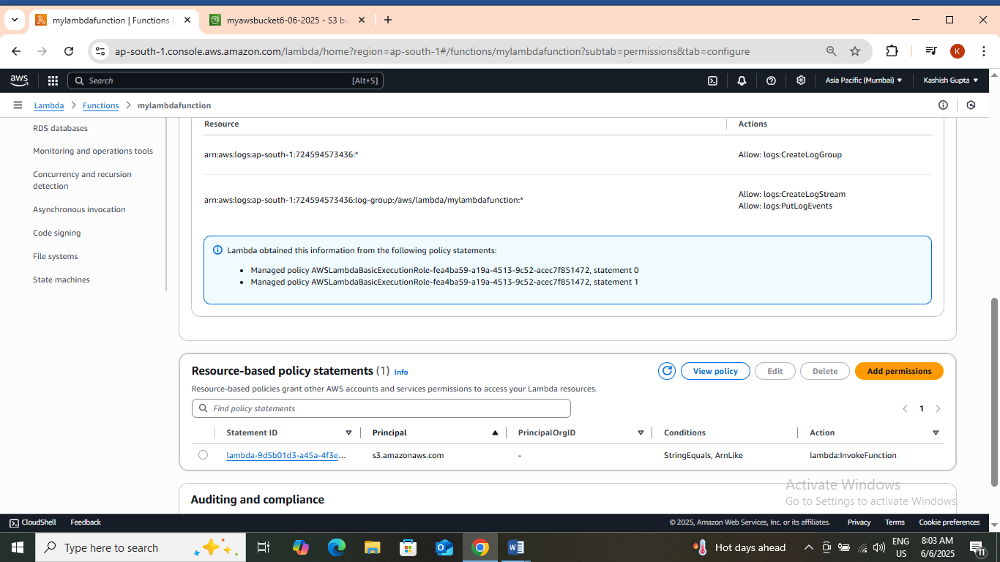 mylambdafunction | Functions
myawsbucket6-06-2025 - S3 bu
ap-south-1.console.aws.amazon.com/lambda/home?region=ap-south-1#/functions/mylambdafunction?subtab=permissions&tab=configure
K
aws
Search
[Alt+S]
Asia Pacific (Mumbai)
Kashish Gupta
Lambda > Functions > mylambdafunction
RDS databases
Monitoring and operations tools
Concurrency and recursion
detection
Asynchronous invocation
Code signing
File systems
State machines
Resource Actions
arn:aws:logs:ap-south-1:724594573436:* Allow: logs:CreateLogGroup
arn:aws:logs:ap-south-1:724594573436:log-group:/aws/lambda/mylambdafunction:*
Allow: logs:CreateLogStream
Allow: logs:PutLogEvents
Lambda obtained this information from the following policy statements:
• Managed policy AWSLambdaBasicExecutionRole-fea4ba59-a19a-4513-9c52-acec7f851472, statement 0
• Managed policy AWSLambdaBasicExecutionRole-fea4ba59-a19a-4513-9c52-acec7f851472, statement 1
Resource-based policy statements (1) Info
View policy
Edit
Delete
Add permissions
Resource-based policies grant other AWS accounts and services permissions to access your Lambda resources.
Find policy statements
1
Statement ID Principal PrincipalOrgID Conditions Action
lambda-9d5b01d3-a45a-4f3e... s3.amazonaws.com - StringEquals, ArnLike lambda:InvokeFunction
Auditing and compliance
Activate Windows
Go to Settings to activate Windows.
CloudShell Feedback © 2025, Amazon Web Services, Inc. or its affiliates. Privacy Terms Cookie preferences
Type here to search
Hot days ahead
ENG
US
8:03 AM
6/6/2025
11